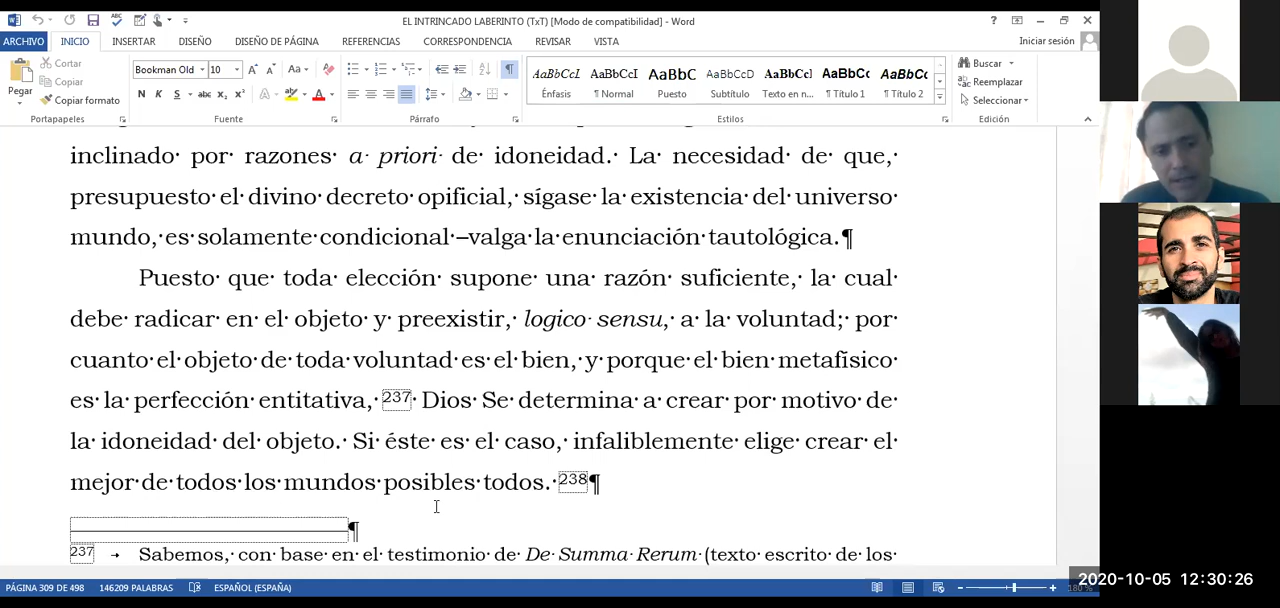 EL INTRINCADO LABERINTO (TxT) [Modo de compatibilidad] - Word
ARCHIVO INICIO INSERTAR DISEÑO DISEÑO DE PÁGINA REFERENCIAS CORRESPONDENCIA REVISAR VISTA Iniciar sesión
Pegar
Cortar
Copiar
Copiar formato
Portapapeles
Bookman Old 10
Fuente
Párrafo
AaBbCcI AaBbCcI AaBbC AaBbCcD AaBbCcI AaBbCc AaBbCc
Énfasis ¶ Normal Puesto Subtítulo Texto en n... ¶ Título 1 ¶ Título 2
Estilos
Buscar
Reemplazar
Seleccionar
Edición
inclinado por razones a priori de idoneidad. La necesidad de que,
presupuesto el divino decreto opificial, sígase la existencia del universo
mundo, es solamente condicional –valga la enunciación tautológica.¶
Puesto que toda elección supone una razón suficiente, la cual
debe radicar en el objeto y preexistir, logico sensu, a la voluntad; por
cuanto el objeto de toda voluntad es el bien, y porque el bien metafísico
es la perfección entitativa, 237 Dios Se determina a crear por motivo de
la idoneidad del objeto. Si éste es el caso, infaliblemente elige crear el
mejor de todos los mundos posibles todos. 238¶
¶
237 → Sabemos, con base en el testimonio de De Summa Rerum (texto escrito de los
PÁGINA 309 DE 498 146209 PALABRAS ESPAÑOL (ESPAÑA) 180 %
2020-10-05 12:30:26